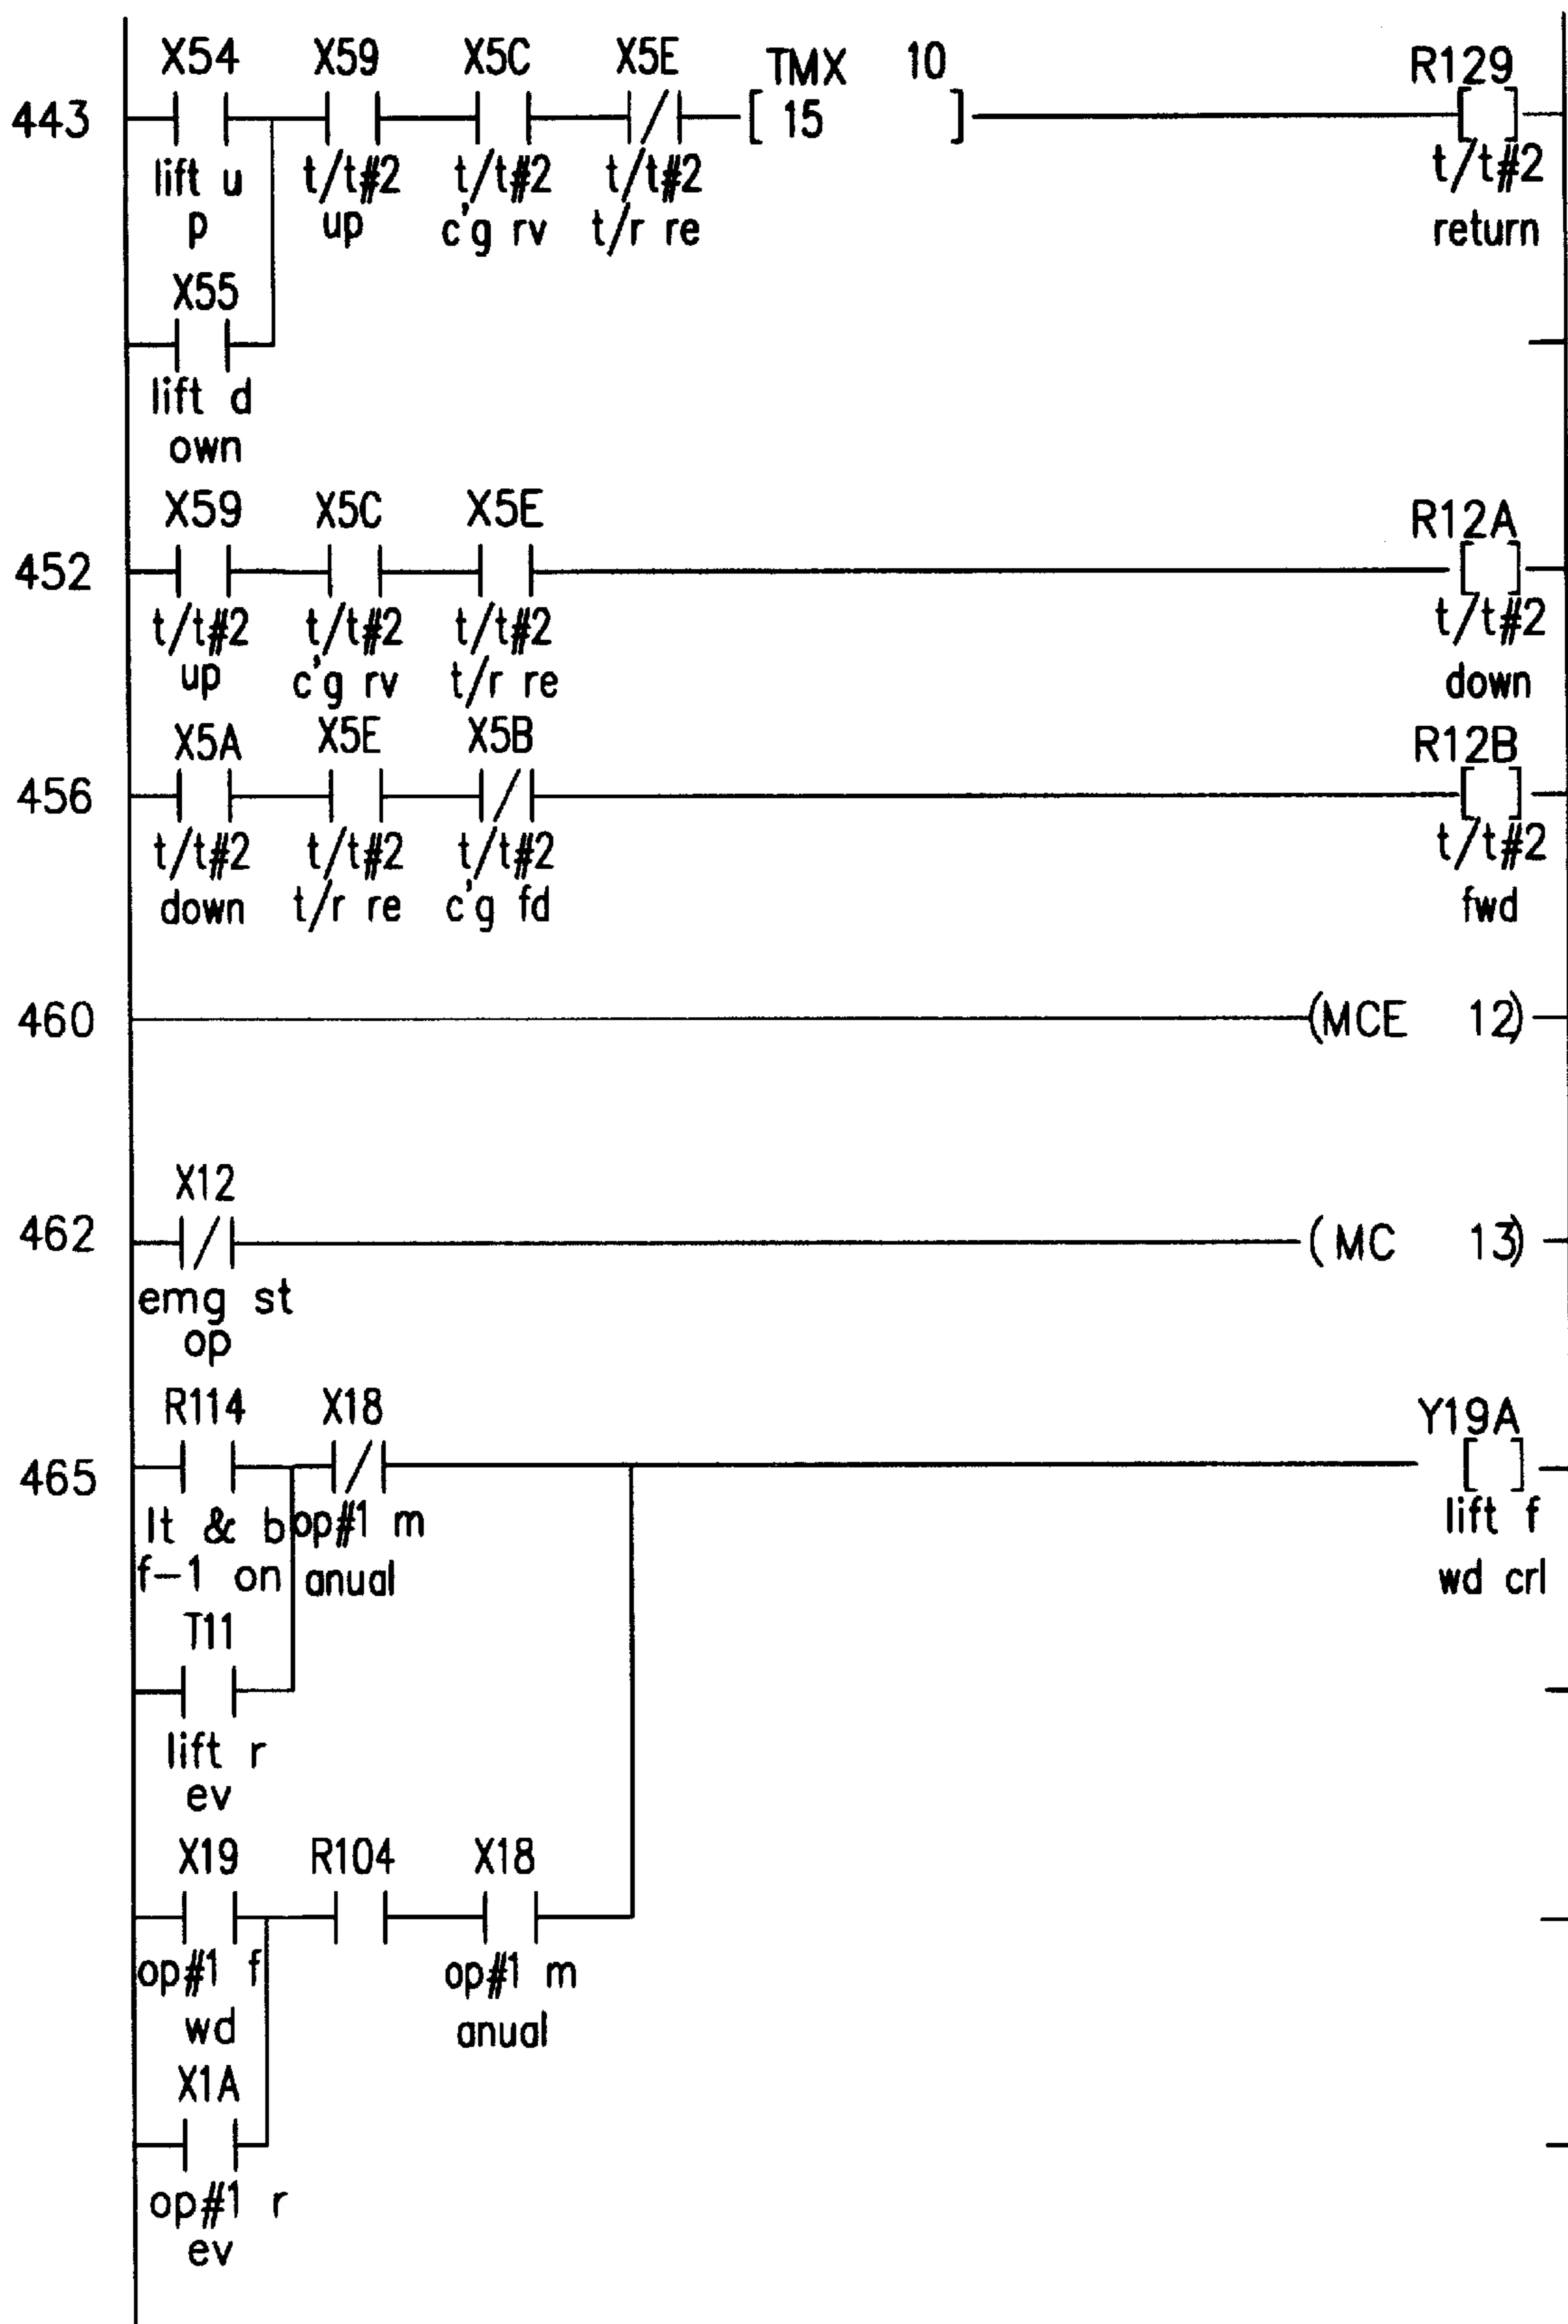 X54 X59 X5C X5E TMX 10 R129
443 [ 15 ] [ ]
lift u t/t#2 t/t#2 t/t#2 t/t#2
p up c'g rv t/r re return
X55
lift d
own
X59 X5C X5E R12A
452 [ ]
t/t#2 t/t#2 t/t#2 t/t#2
up c'g rv t/r re down
X5A X5E X5B R12B
456 [ ]
t/t#2 t/t#2 t/t#2 t/t#2
down t/r re c'g fd fwd
460 (MCE 12)
X12
462 (MC 13)
emg st
op
R114 X18 Y19A
465 [ ]
lt & b op#1 m lift f
f-1 on anual wd crl
T11
lift r
ev
X19 R104 X18
op#1 f op#1 m
wd anual
X1A
op#1 r
ev